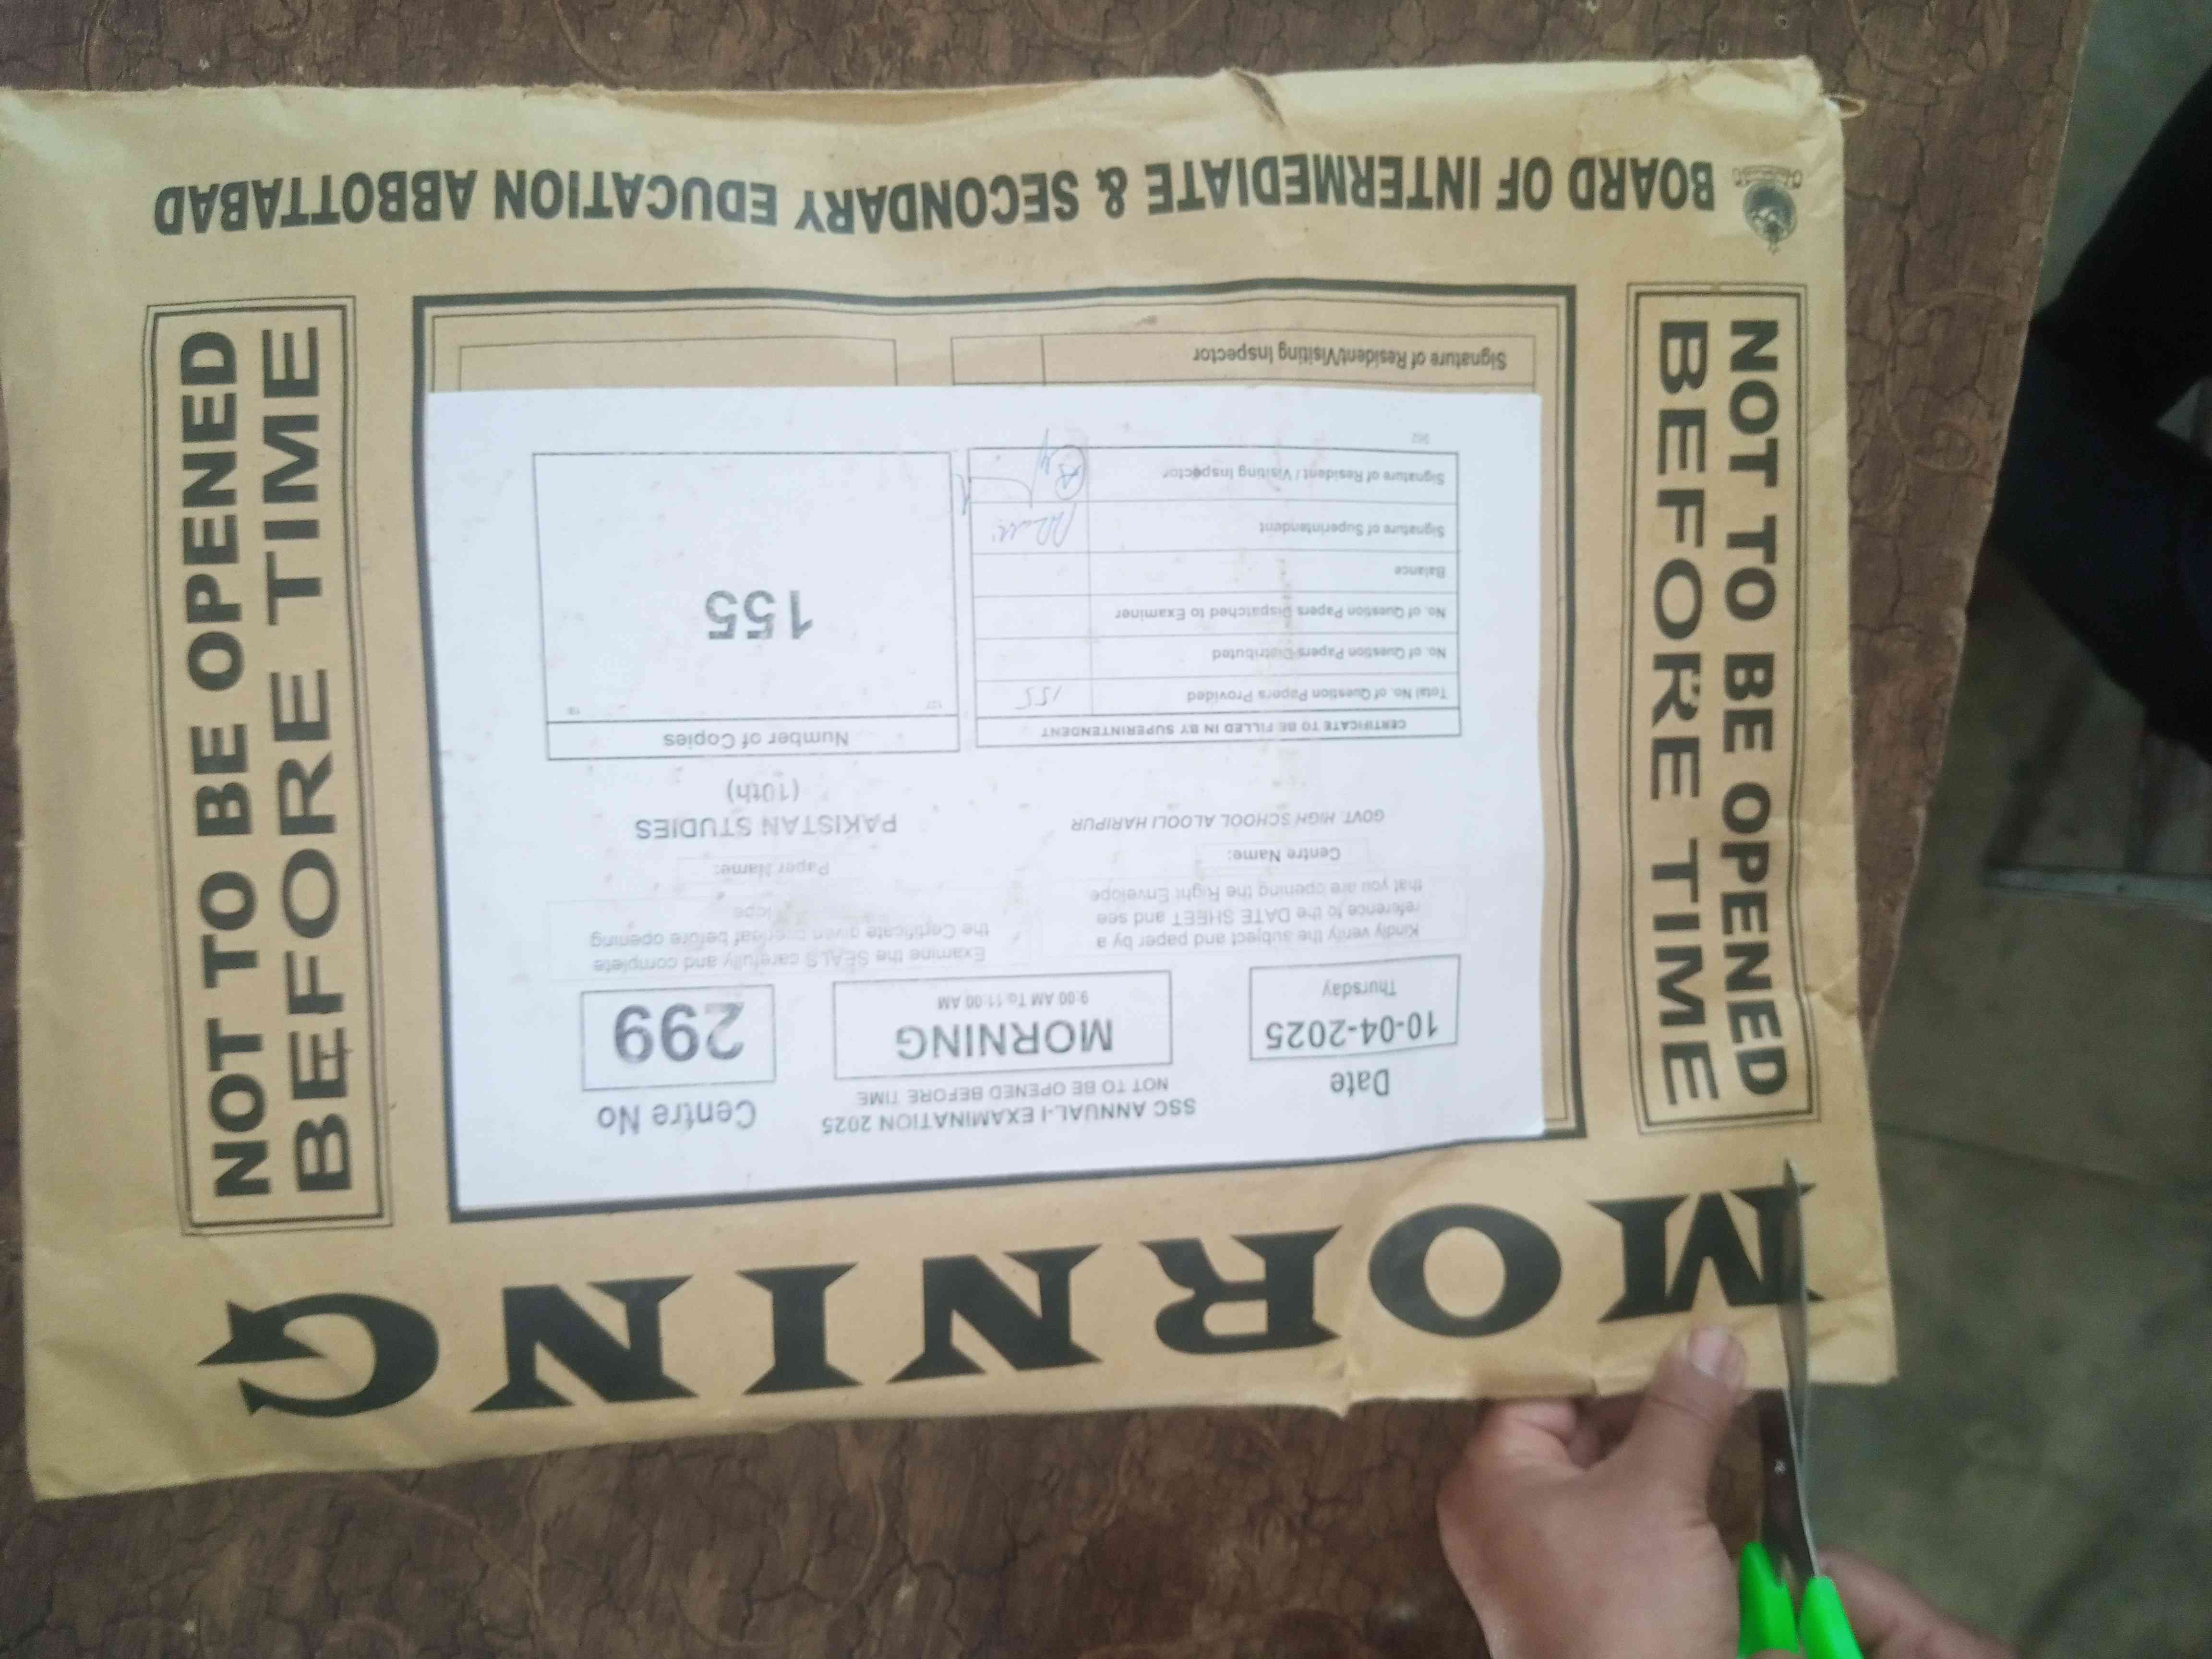 BOARD OF INTERMEDIATE & SECONDARY EDUCATION ABBOTTABAD
MORNING
NOT TO BE OPENED
BEFORE TIME
NOT TO BE OPENED
BEFORE TIME
SSC ANNUAL-I EXAMINATION 2025
NOT TO BE OPENED BEFORE TIME
Date
10-04-2025
Thursday
MORNING
9:00 AM To 11:00 AM
Centre No
299
Kindly verify the subject and paper by a
reference to the DATE SHEET and see
that you are opening the Right Envelope
Examine the SEALS carefully and complete
the Certificate given overleaf before opening
Centre Name:
GOVT. HIGH SCHOOL ALOOLI HARIPUR
Paper Name:
PAKISTAN STUDIES
(10th)
CERTIFICATE TO BE FILLED IN BY SUPERINTENDENT
Total No. of Question Papers Provided 155
No. of Question Papers Distributed
No. of Question Papers Dispatched to Examiner
Balance
Signature of Superintendent
Signature of Resident / Visiting Inspector
Number of Copies
155
Signature of Resident/Visiting Inspector